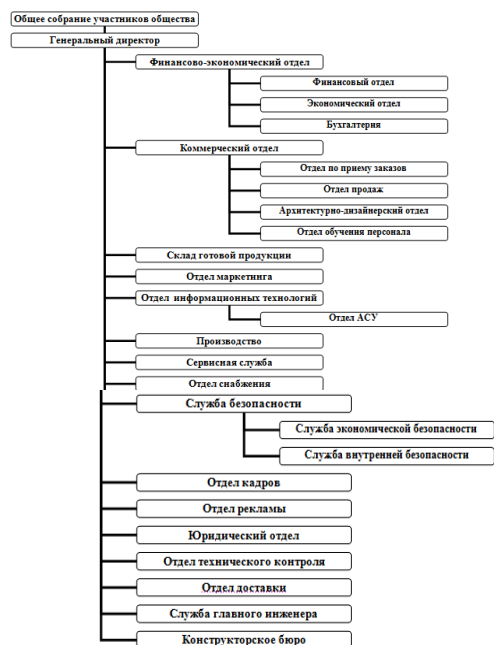 Общее собрание участников общества
Генеральный директор
Финансово-экономический отдел
Финансовый отдел
Экономический отдел
Бухгалтерия
Коммерческий отдел
Отдел по приему заказов
Отдел продаж
Архитектурно-дизайнерский отдел
Отдел обучения персонала
Склад готовой продукции
Отдел маркетинга
Отдел информационных технологий
Отдел АСУ
Производство
Сервисная служба
Отдел снабжения
Служба безопасности
Служба экономической безопасности
Служба внутренней безопасности
Отдел кадров
Отдел рекламы
Юридический отдел
Отдел технического контроля
Отдел доставки
Служба главного инженера
Конструкторское бюро